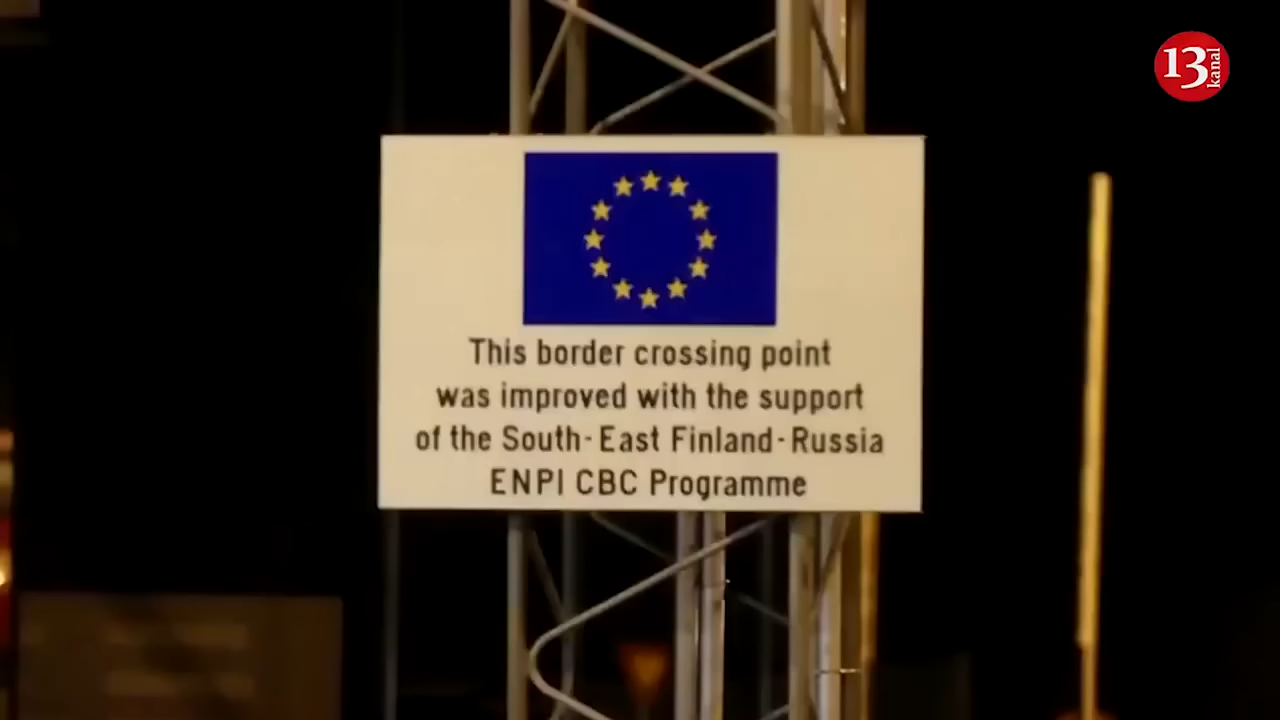 13 kanal
This border crossing point
was improved with the support
of the South-East Finland-Russia
ENPI CBC Programme